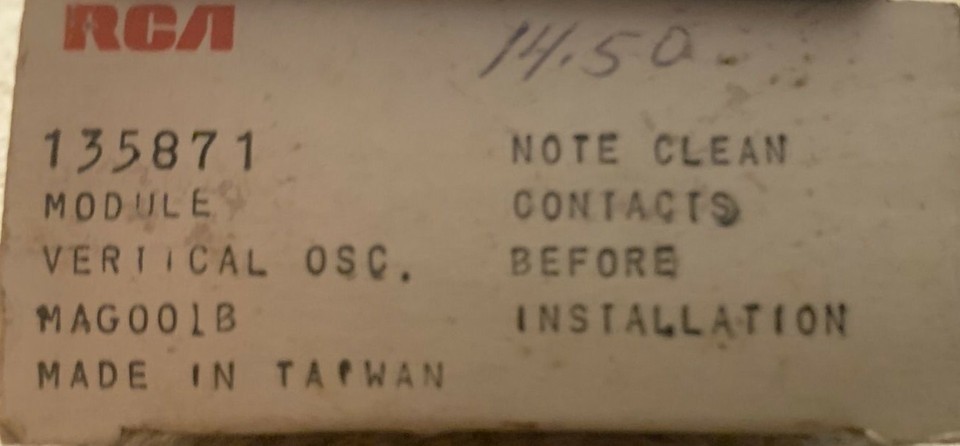 RCA
14.50
135871
MODULE
VERTICAL OSC.
MAG001B
MADE IN TAIWAN
NOTE CLEAN
CONTACTS
BEFORE
INSTALLATION